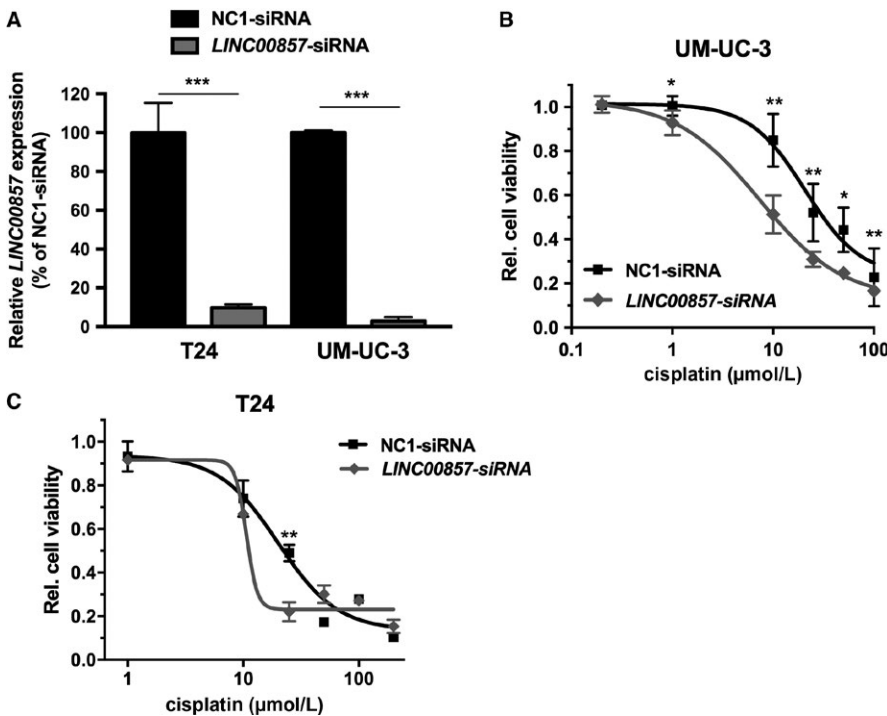 A
NC1-siRNA
LINC00857-siRNA
Relative LINC00857 expression
(% of NC1-siRNA)
120
100
80
60
40
20
0
***
***
T24
UM-UC-3
B
UM-UC-3
Rel. cell viability
1.0
0.8
0.6
0.4
0.2
0.0
*
**
**
*
**
NC1-siRNA
LINC00857-siRNA
0.1
1
10
100
cisplatin (µmol/L)
C
T24
NC1-siRNA
LINC00857-siRNA
Rel. cell viability
1.0
0.8
0.6
0.4
0.2
0.0
**
1
10
100
cisplatin (µmol/L)